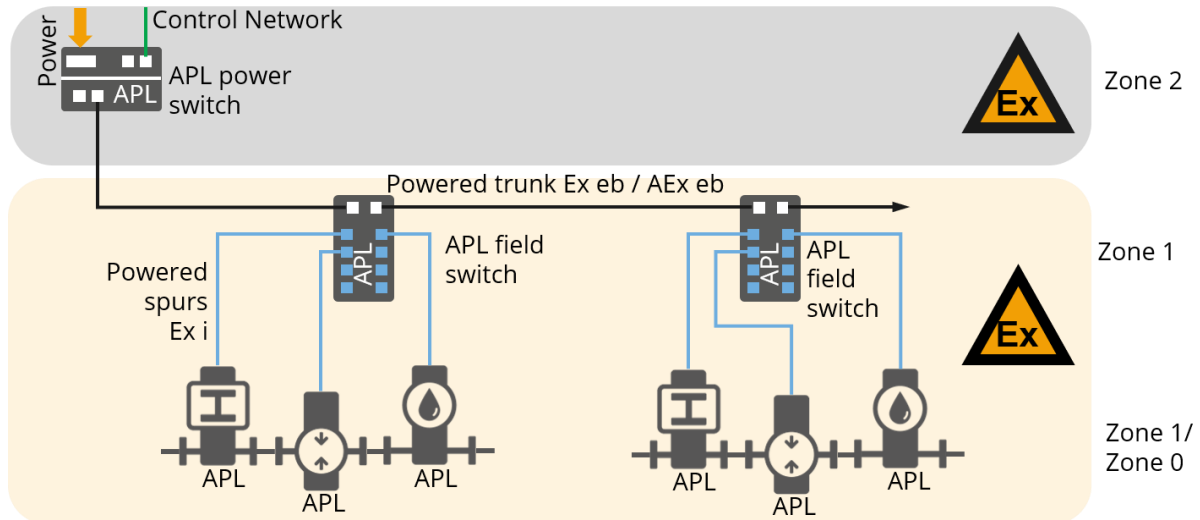 Power
Control Network
APL power
switch
APL
Ex
Zone 2
Powered trunk Ex eb / AEx eb
APL
APL field
switch
Powered
spurs
Ex i
APL
APL
field
switch
Zone 1
Ex
Zone 1/
Zone 0
APL
APL
APL
APL
APL
APL